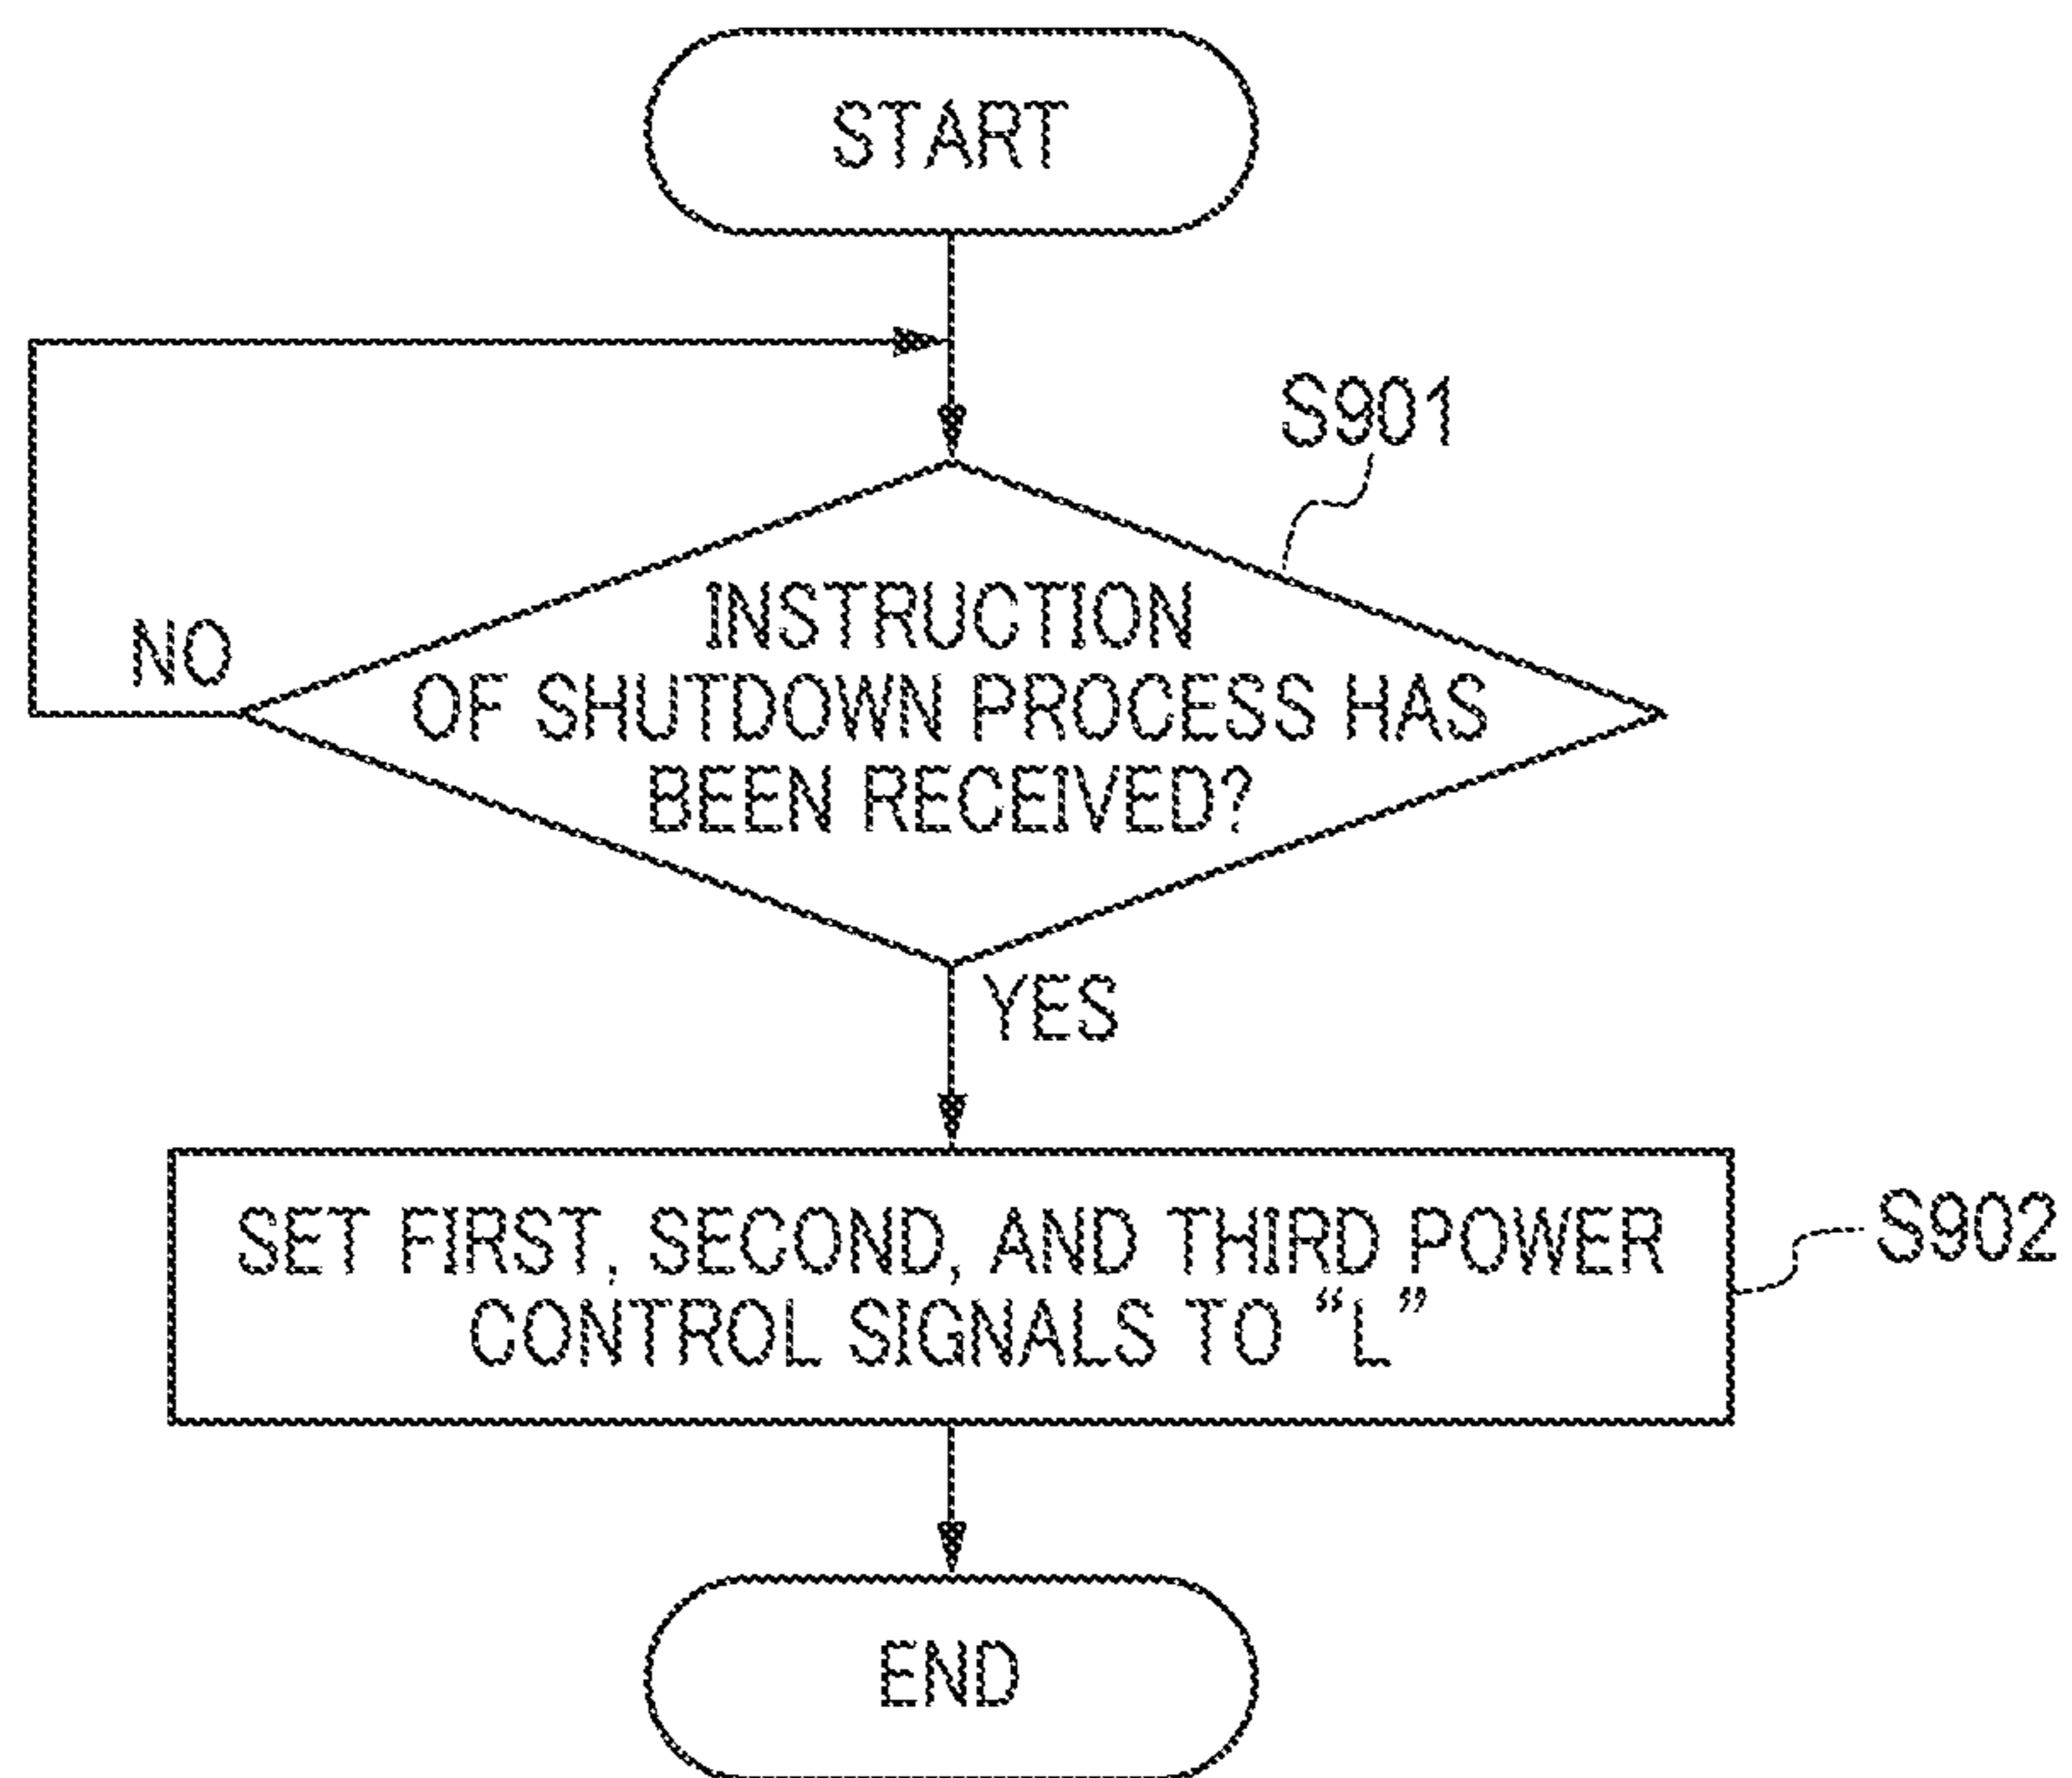 START
S901
INSTRUCTION
OF SHUTDOWN PROCESS HAS
BEEN RECEIVED?
NO
YES
SET FIRST, SECOND, AND THIRD POWER
CONTROL SIGNALS TO “L”
S902
END